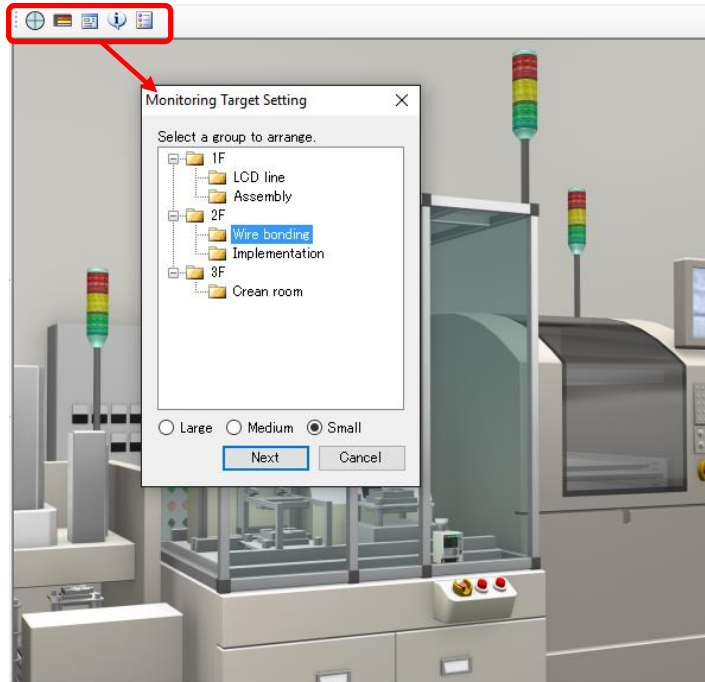 Monitoring Target Setting
Select a group to arrange.
1F
LCD line
Assembly
2F
Wire bonding
Implementation
3F
Crean room
Large Medium Small
Next Cancel